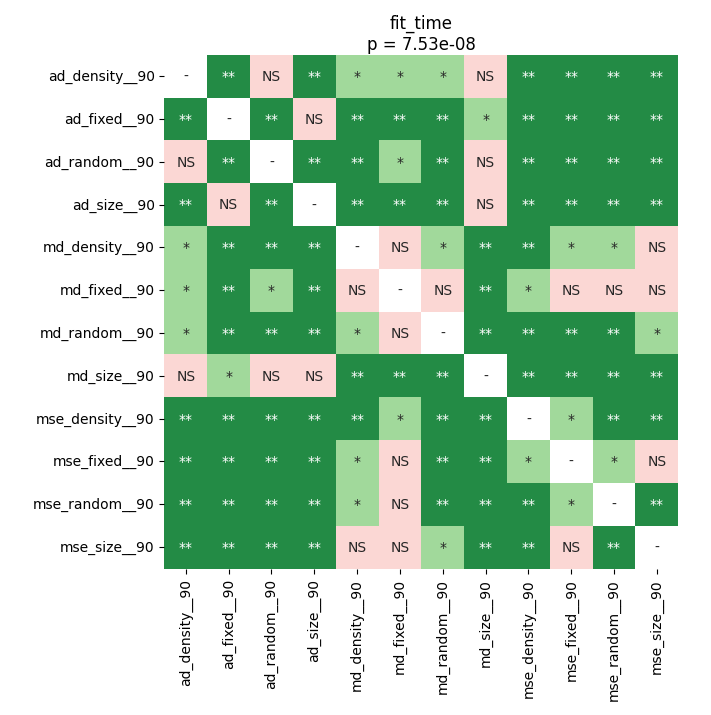 fit_time
p = 7.53e-08
ad_density__90 - ** NS ** * * * NS ** ** ** **
ad_fixed__90 ** - ** NS ** ** ** * ** ** ** **
ad_random__90 NS ** - ** ** * ** NS ** ** ** **
ad_size__90 ** NS ** - ** ** ** NS ** ** ** **
md_density__90 * ** ** ** - NS * ** ** * * NS
md_fixed__90 * ** * ** NS - NS ** * NS NS NS
md_random__90 * ** ** ** * NS - ** ** ** ** *
md_size__90 NS * NS NS ** ** ** - ** ** ** **
mse_density__90 ** ** ** ** ** * ** ** - * ** **
mse_fixed__90 ** ** ** ** * NS ** ** * - * NS
mse_random__90 ** ** ** ** * NS ** ** ** * - **
mse_size__90 ** ** ** ** NS NS * ** ** NS ** -
ad_density__90
ad_fixed__90
ad_random__90
ad_size__90
md_density__90
md_fixed__90
md_random__90
md_size__90
mse_density__90
mse_fixed__90
mse_random__90
mse_size__90